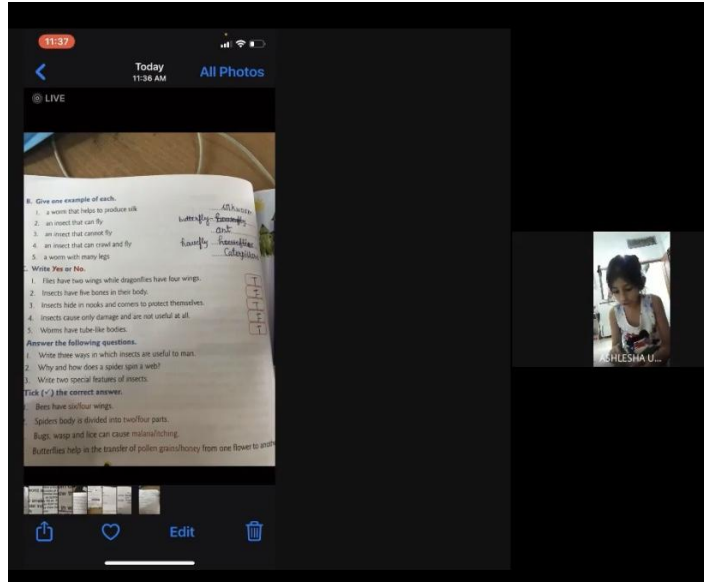 11:37
Today
11:36 AM
All Photos
LIVE
B. Give one example of each.
1. a worm that helps to produce silk
2. an insect that can fly butterfly
3. an insect that cannot fly ant
4. an insect that can crawl and fly
5. a worm with many legs Caterpillar
Write Yes or No.
1. Flies have two wings while dragonflies have four wings. T
2. Insects have five bones in their body. F
3. Insects hide in nooks and corners to protect themselves. T
4. Insects cause only damage and are not useful at all. F
5. Worms have tube-like bodies. T
Answer the following questions.
1. Write three ways in which insects are useful to man.
2. Why and how does a spider spin a web?
3. Write two special features of insects.
Tick (✓) the correct answer.
Bees have six/four wings.
Spiders body is divided into two/four parts.
Bugs, wasp and lice can cause malaria/itching.
Butterflies help in the transfer of pollen grains/honey from one flower to
Edit
ASHLESHA U...